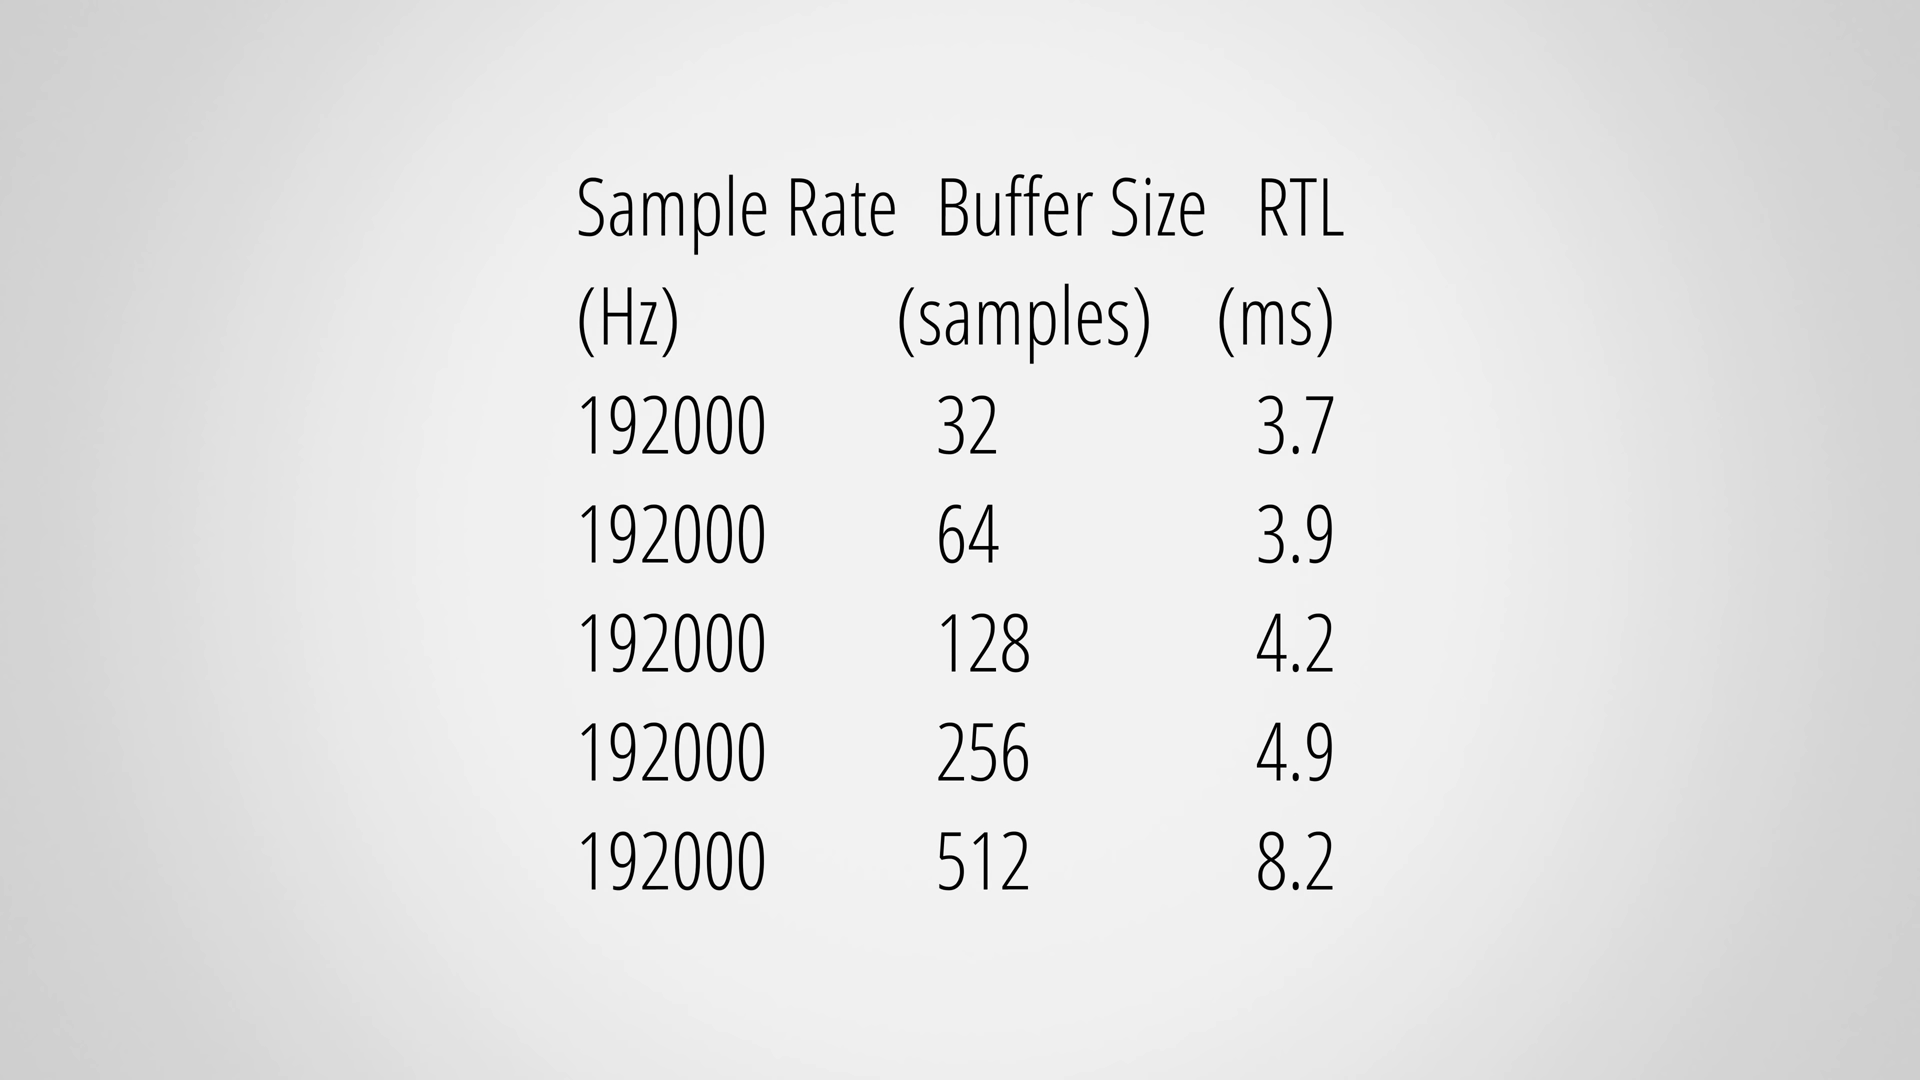 Sample Rate Buffer Size RTL
(Hz) (samples) (ms)
192000 32 3.7
192000 64 3.9
192000 128 4.2
192000 256 4.9
192000 512 8.2